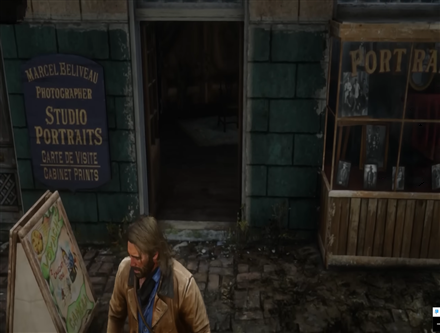 MARCEL BELIVEAU
PHOTOGRAPHER
STUDIO
PORTRAITS
CARTE DE VISITE
CABINET PRINTS
PORTRA